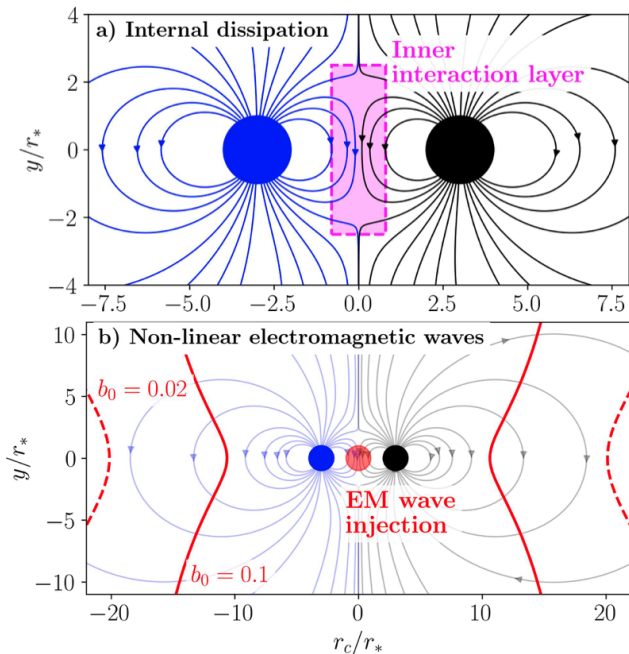 a) Internal dissipation
Inner
interaction layer
y/r*
4
2
0
−2
−4
−7.5 −5.0 −2.5 0.0 2.5 5.0 7.5
b) Non-linear electromagnetic waves
b₀ = 0.02
EM wave
injection
b₀ = 0.1
y/r*
10
5
0
−5
−10
−20 −10 0 10 20
r_c/r*